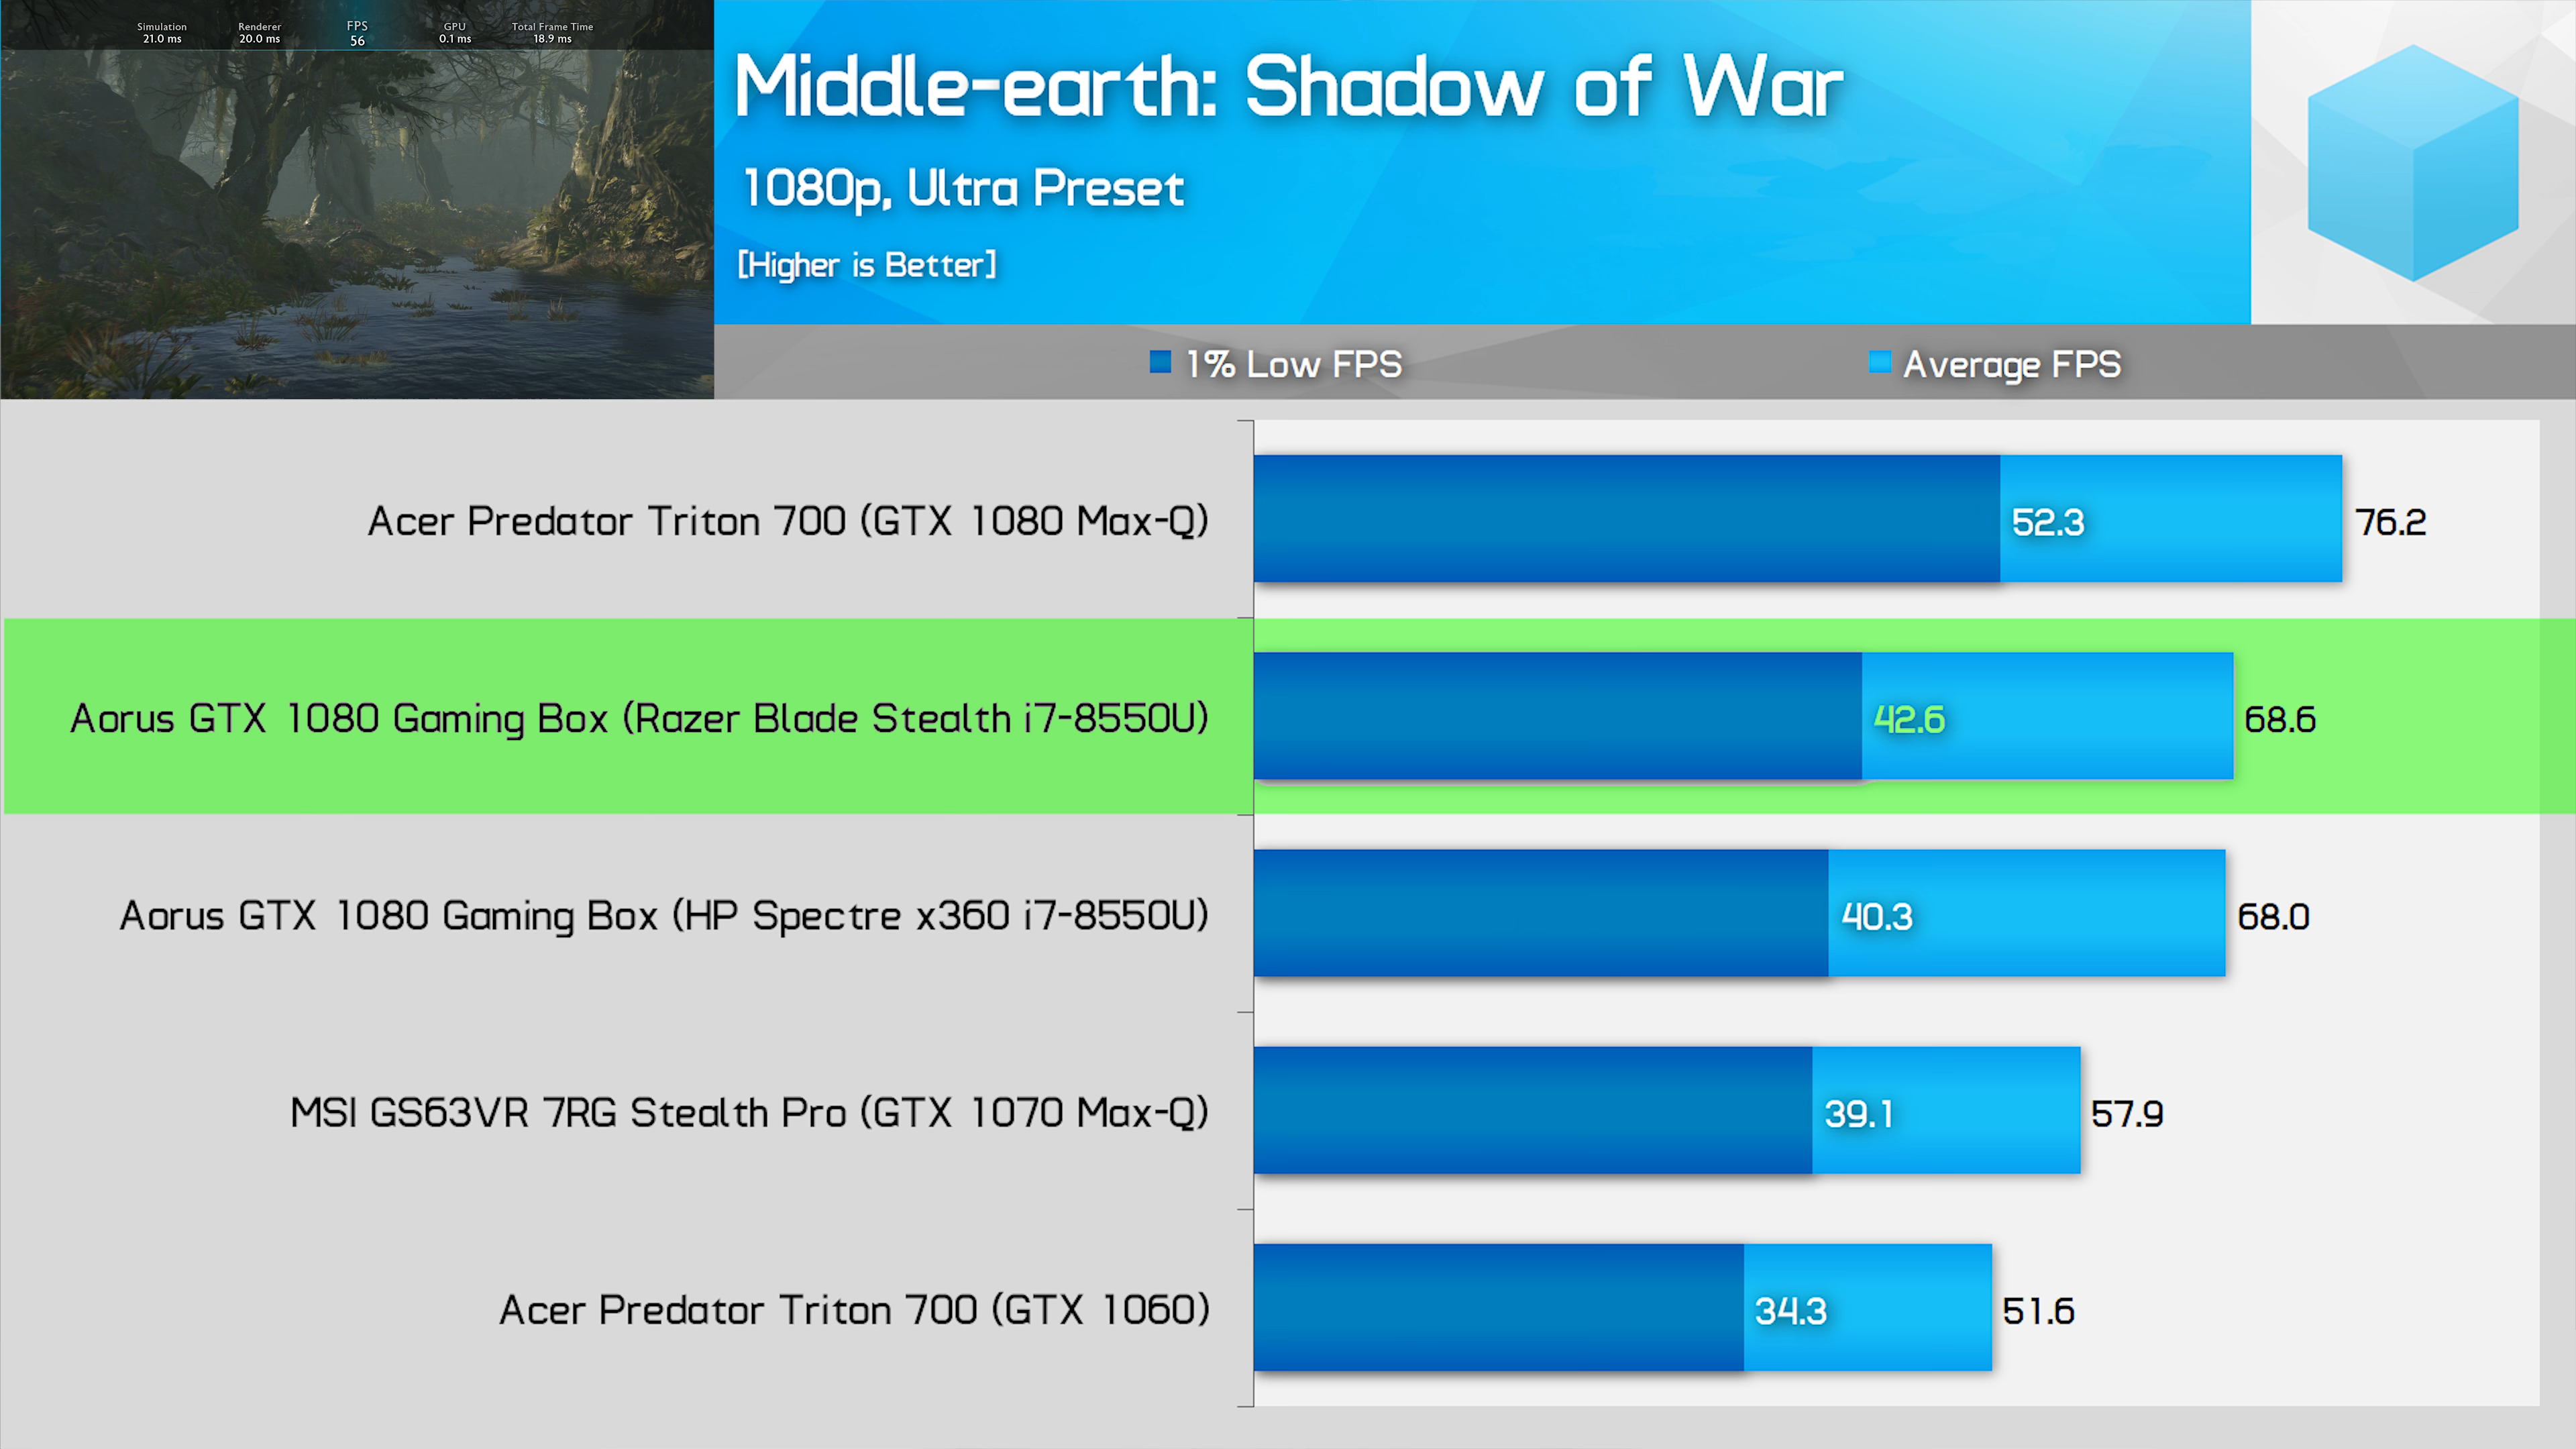 Simulation Renderer FPS GPU Total Frame Time
21.0 ms 20.0 ms 56 0.1 ms 18.9 ms
Middle-earth: Shadow of War
1080p, Ultra Preset
[Higher is Better]
1% Low FPS Average FPS
Acer Predator Triton 700 (GTX 1080 Max-Q) 52.3 76.2
Aorus GTX 1080 Gaming Box (Razer Blade Stealth i7-8550U) 42.6 68.6
Aorus GTX 1080 Gaming Box (HP Spectre x360 i7-8550U) 40.3 68.0
MSI GS63VR 7RG Stealth Pro (GTX 1070 Max-Q) 39.1 57.9
Acer Predator Triton 700 (GTX 1060) 34.3 51.6